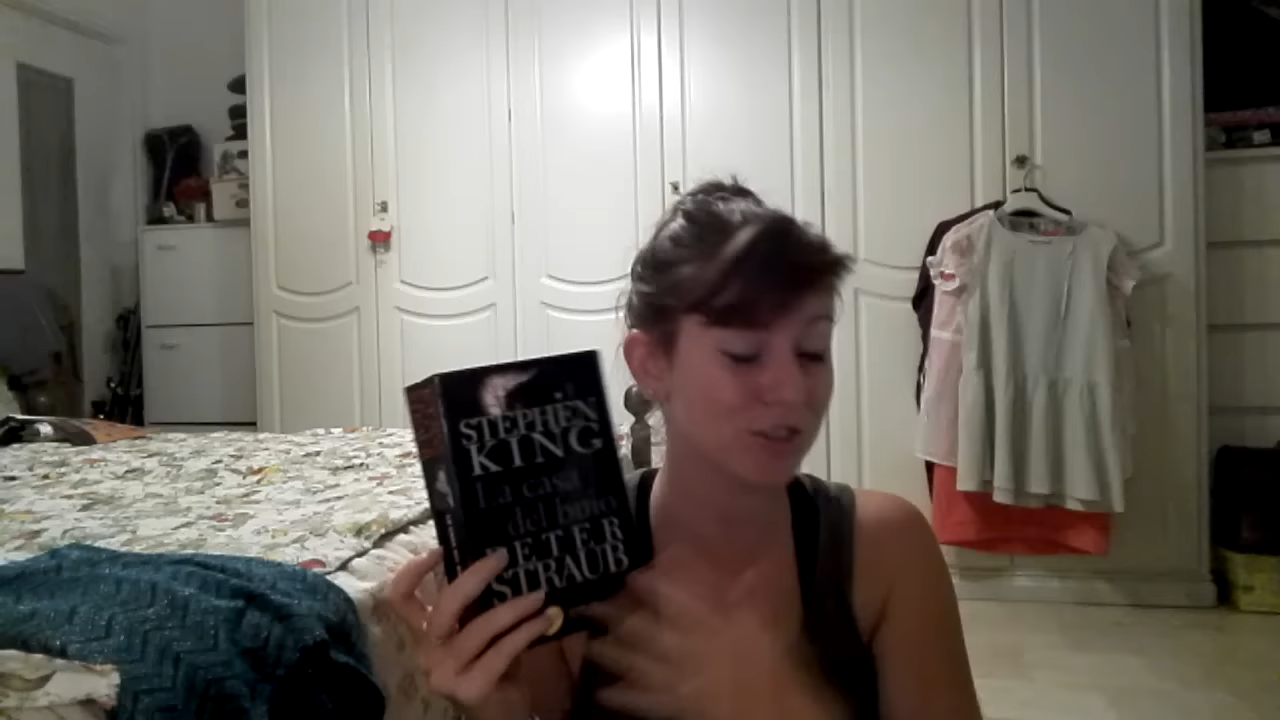 STEPHEN
KING
La casa
del buio
PETER
STRAUB